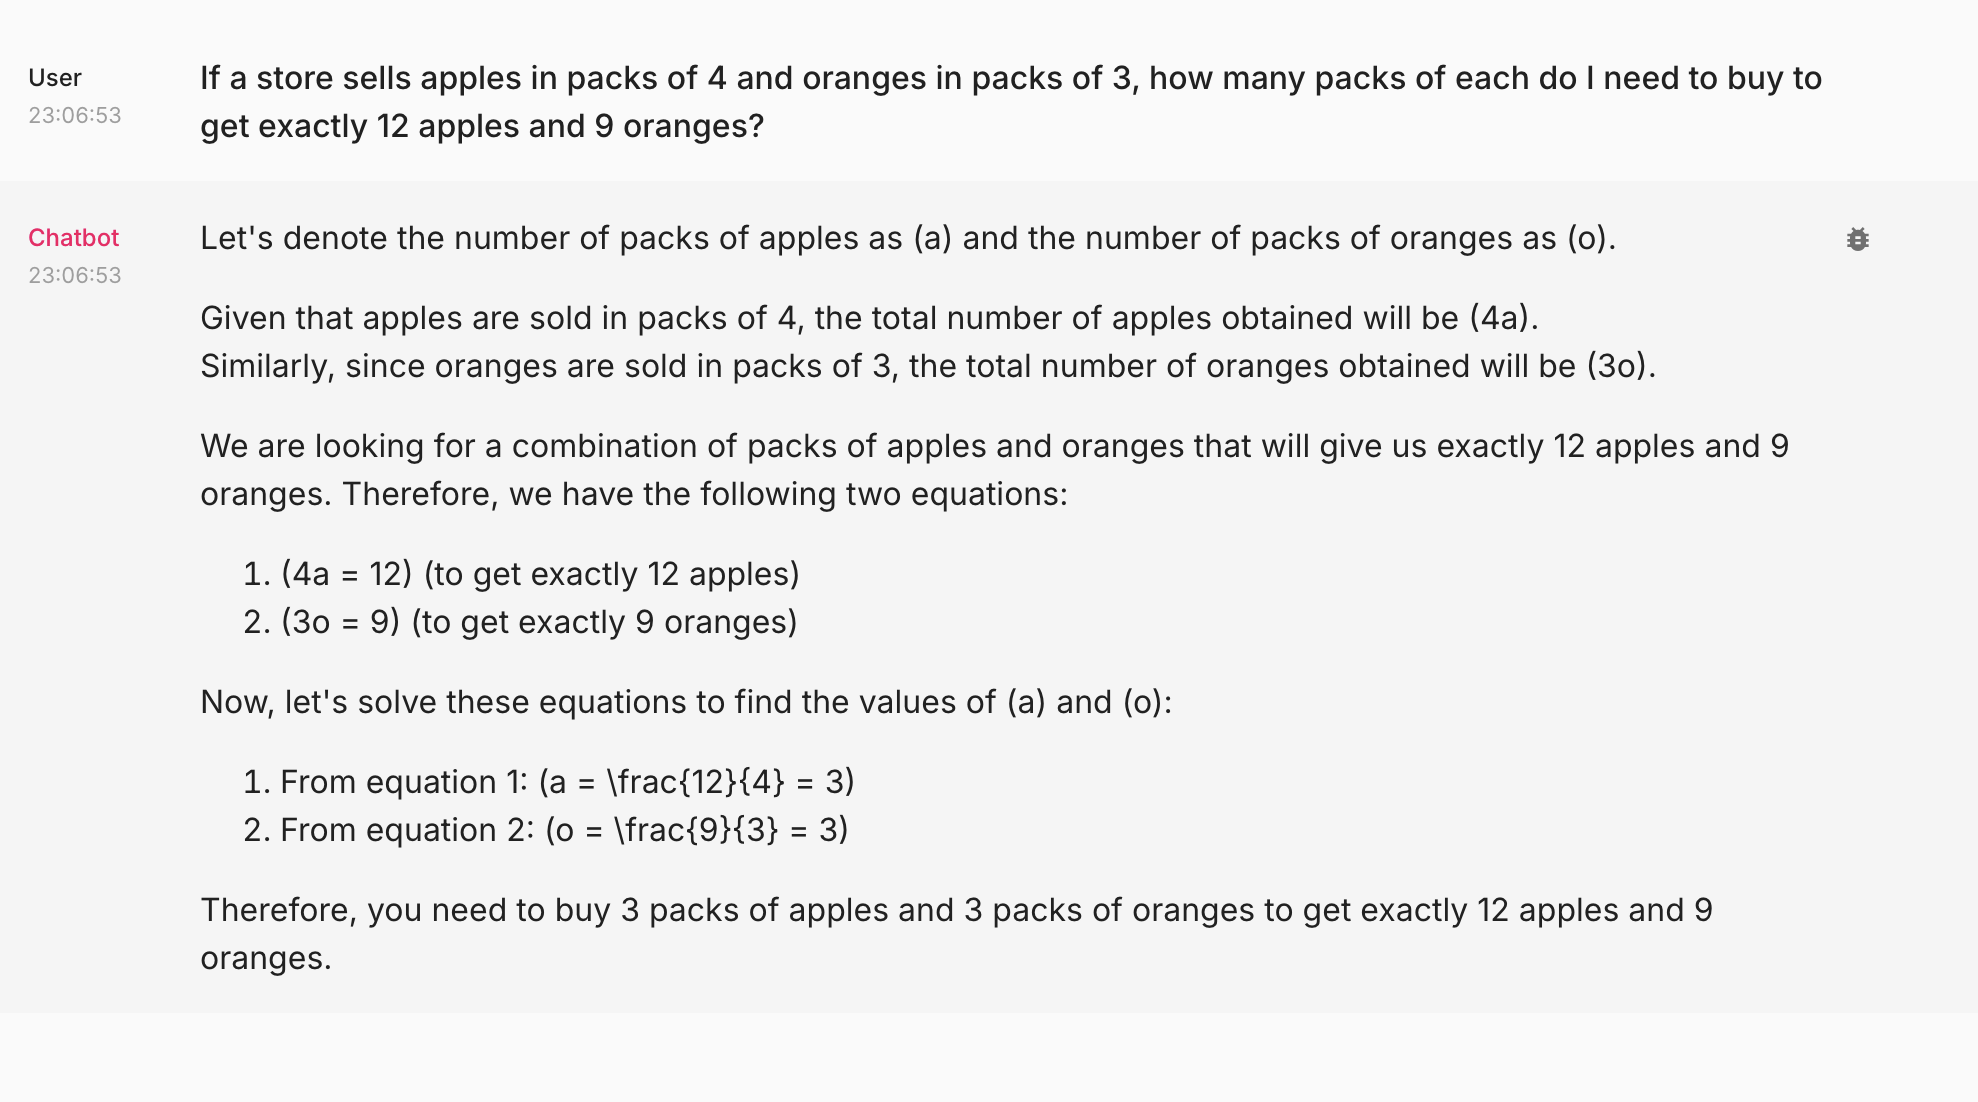 User
23:06:53
If a store sells apples in packs of 4 and oranges in packs of 3, how many packs of each do I need to buy to
get exactly 12 apples and 9 oranges?
Chatbot
23:06:53
Let's denote the number of packs of apples as (a) and the number of packs of oranges as (o).
Given that apples are sold in packs of 4, the total number of apples obtained will be (4a).
Similarly, since oranges are sold in packs of 3, the total number of oranges obtained will be (3o).
We are looking for a combination of packs of apples and oranges that will give us exactly 12 apples and 9
oranges. Therefore, we have the following two equations:
1. (4a = 12) (to get exactly 12 apples)
2. (3o = 9) (to get exactly 9 oranges)
Now, let's solve these equations to find the values of (a) and (o):
1. From equation 1: (a = \frac{12}{4} = 3)
2. From equation 2: (o = \frac{9}{3} = 3)
Therefore, you need to buy 3 packs of apples and 3 packs of oranges to get exactly 12 apples and 9
oranges.